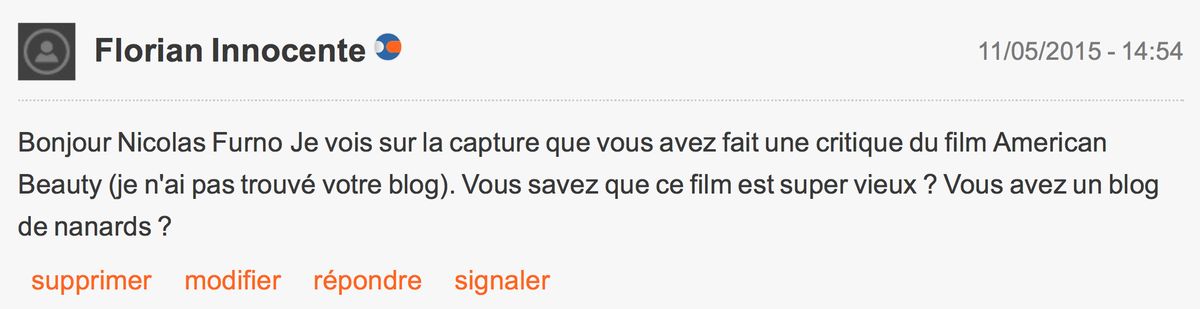 Florian Innocente
11/05/2015 - 14:54
Bonjour Nicolas Furno Je vois sur la capture que vous avez fait une critique du film American
Beauty (je n'ai pas trouvé votre blog). Vous savez que ce film est super vieux ? Vous avez un blog
de nanards ?
supprimer modifier répondre signaler